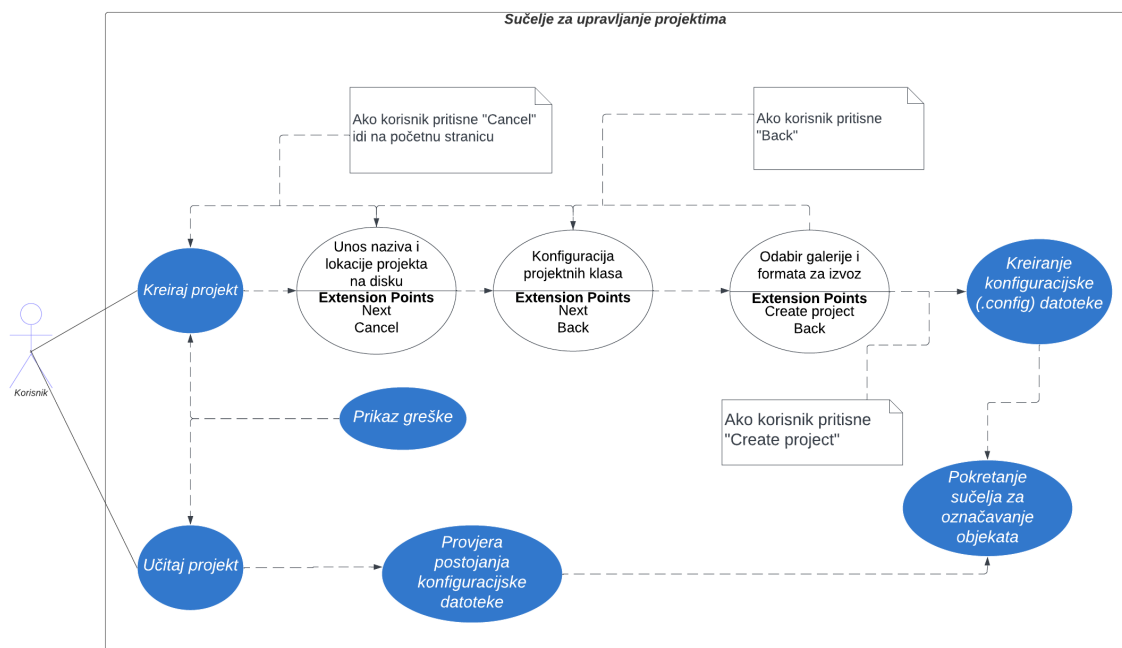 Sučelje za upravljanje projektima
Ako korisnik pritisne "Cancel"
idi na početnu stranicu
Ako korisnik pritisne
"Back"
Kreiraj projekt
Unos naziva i
lokacije projekta
na disku
Extension Points
Next
Cancel
Konfiguracija
projektnih klasa
Extension Points
Next
Back
Odabir galerije i
formata za izvoz
Extension Points
Create project
Back
Kreiranje
konfiguracijske
(.config) datoteke
Korisnik
Prikaz greške
Ako korisnik pritisne
"Create project"
Učitaj projekt
Provjera
postojanja
konfiguracijske
datoteke
Pokretanje
sučelja za
označavanje
objekata